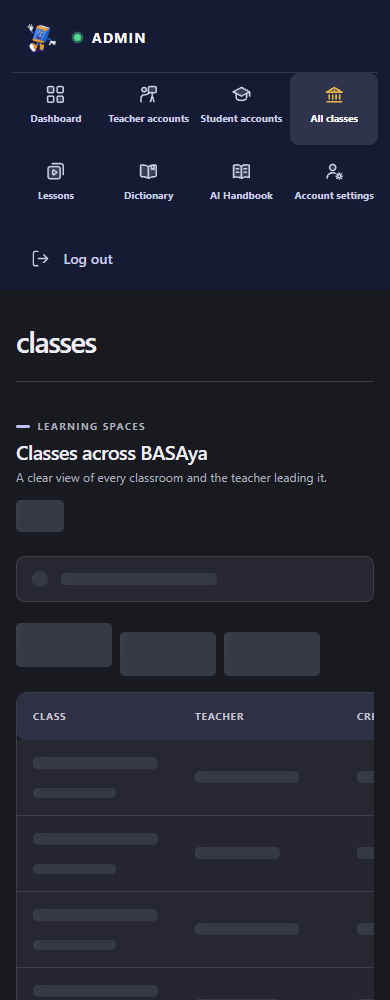 ADMIN
Dashboard
Teacher accounts
Student accounts
All classes
Lessons
Dictionary
AI Handbook
Account settings
Log out
classes
LEARNING SPACES
Classes across BASAya
A clear view of every classroom and the teacher leading it.
CLASS TEACHER